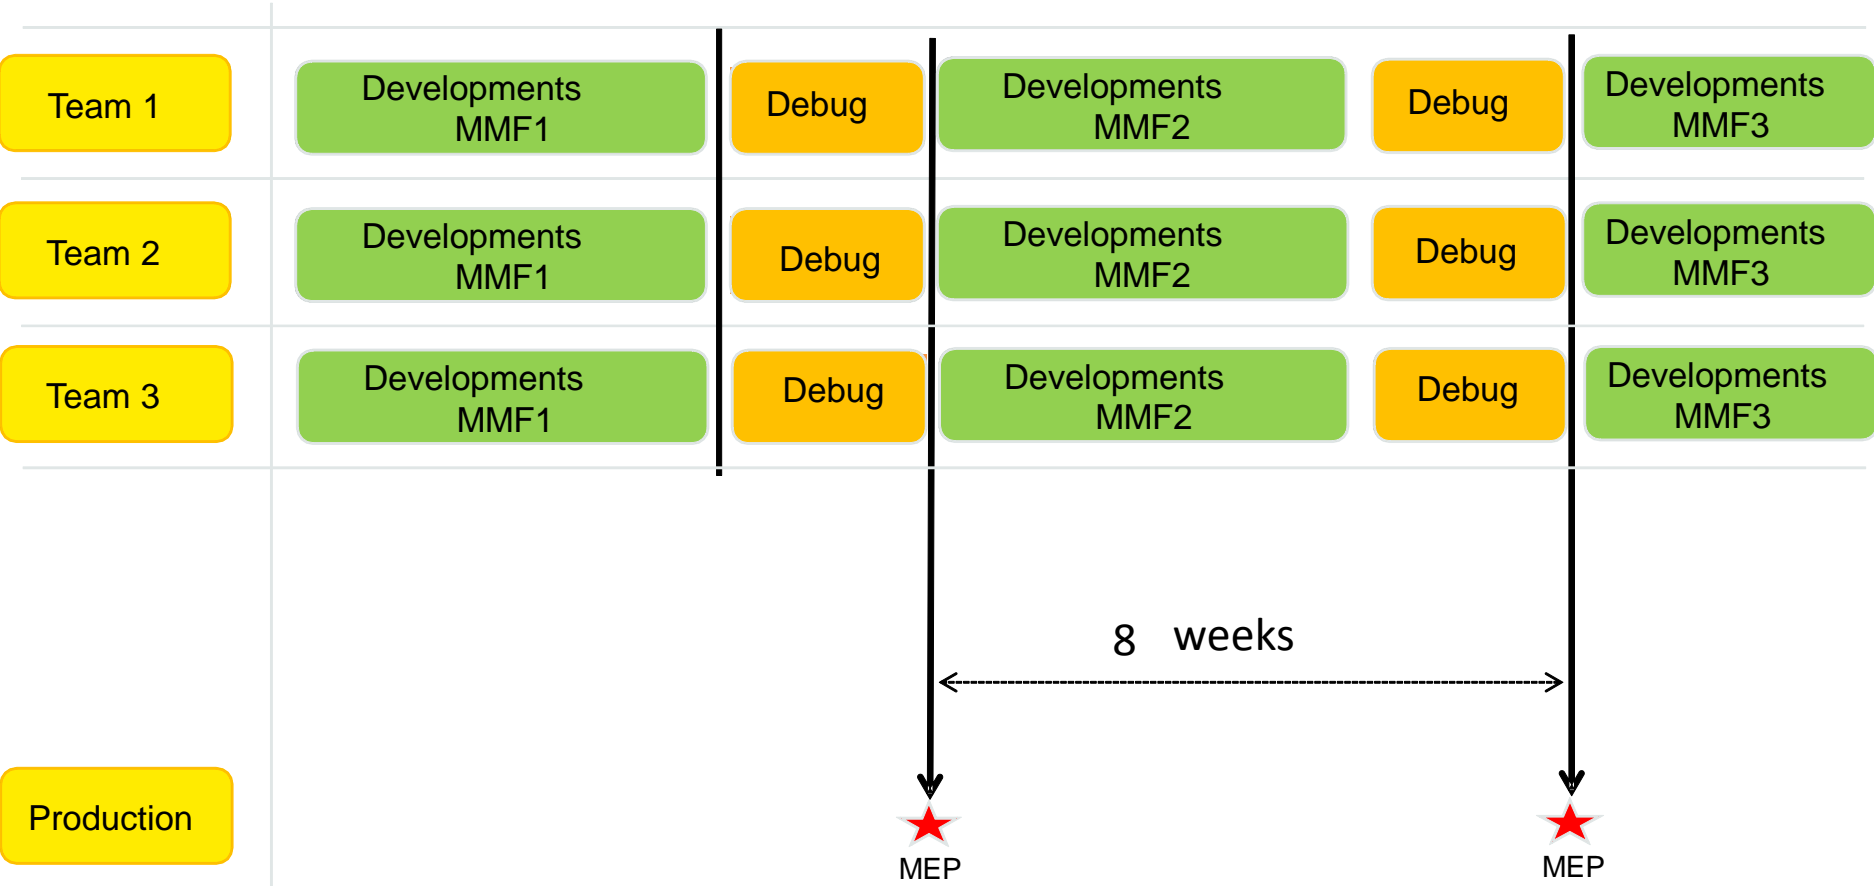 Team 1
Developments
MMF1
Debug
Developments
MMF2
Debug
Developments
MMF3
Team 2
Developments
MMF1
Debug
Developments
MMF2
Debug
Developments
MMF3
Team 3
Developments
MMF1
Debug
Developments
MMF2
Debug
Developments
MMF3
8 weeks
Production
MEP
MEP